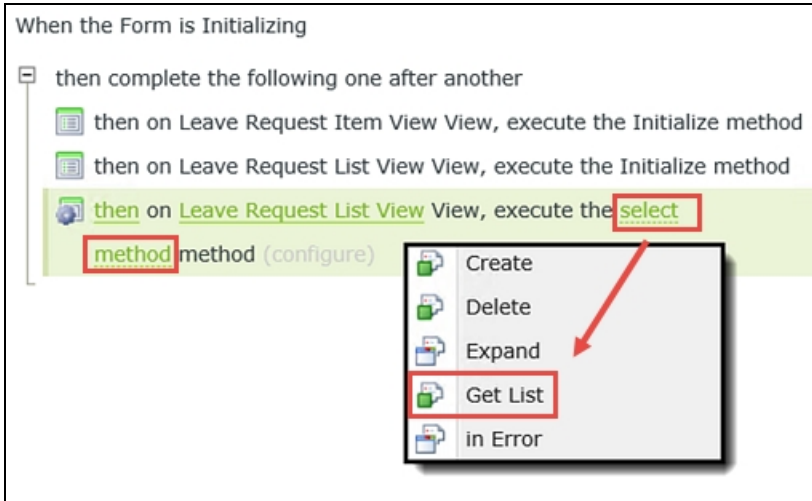 When the Form is Initializing
then complete the following one after another
then on Leave Request Item View View, execute the Initialize method
then on Leave Request List View View, execute the Initialize method
then on Leave Request List View View, execute the select
method method (configure)
Create
Delete
Expand
Get List
in Error